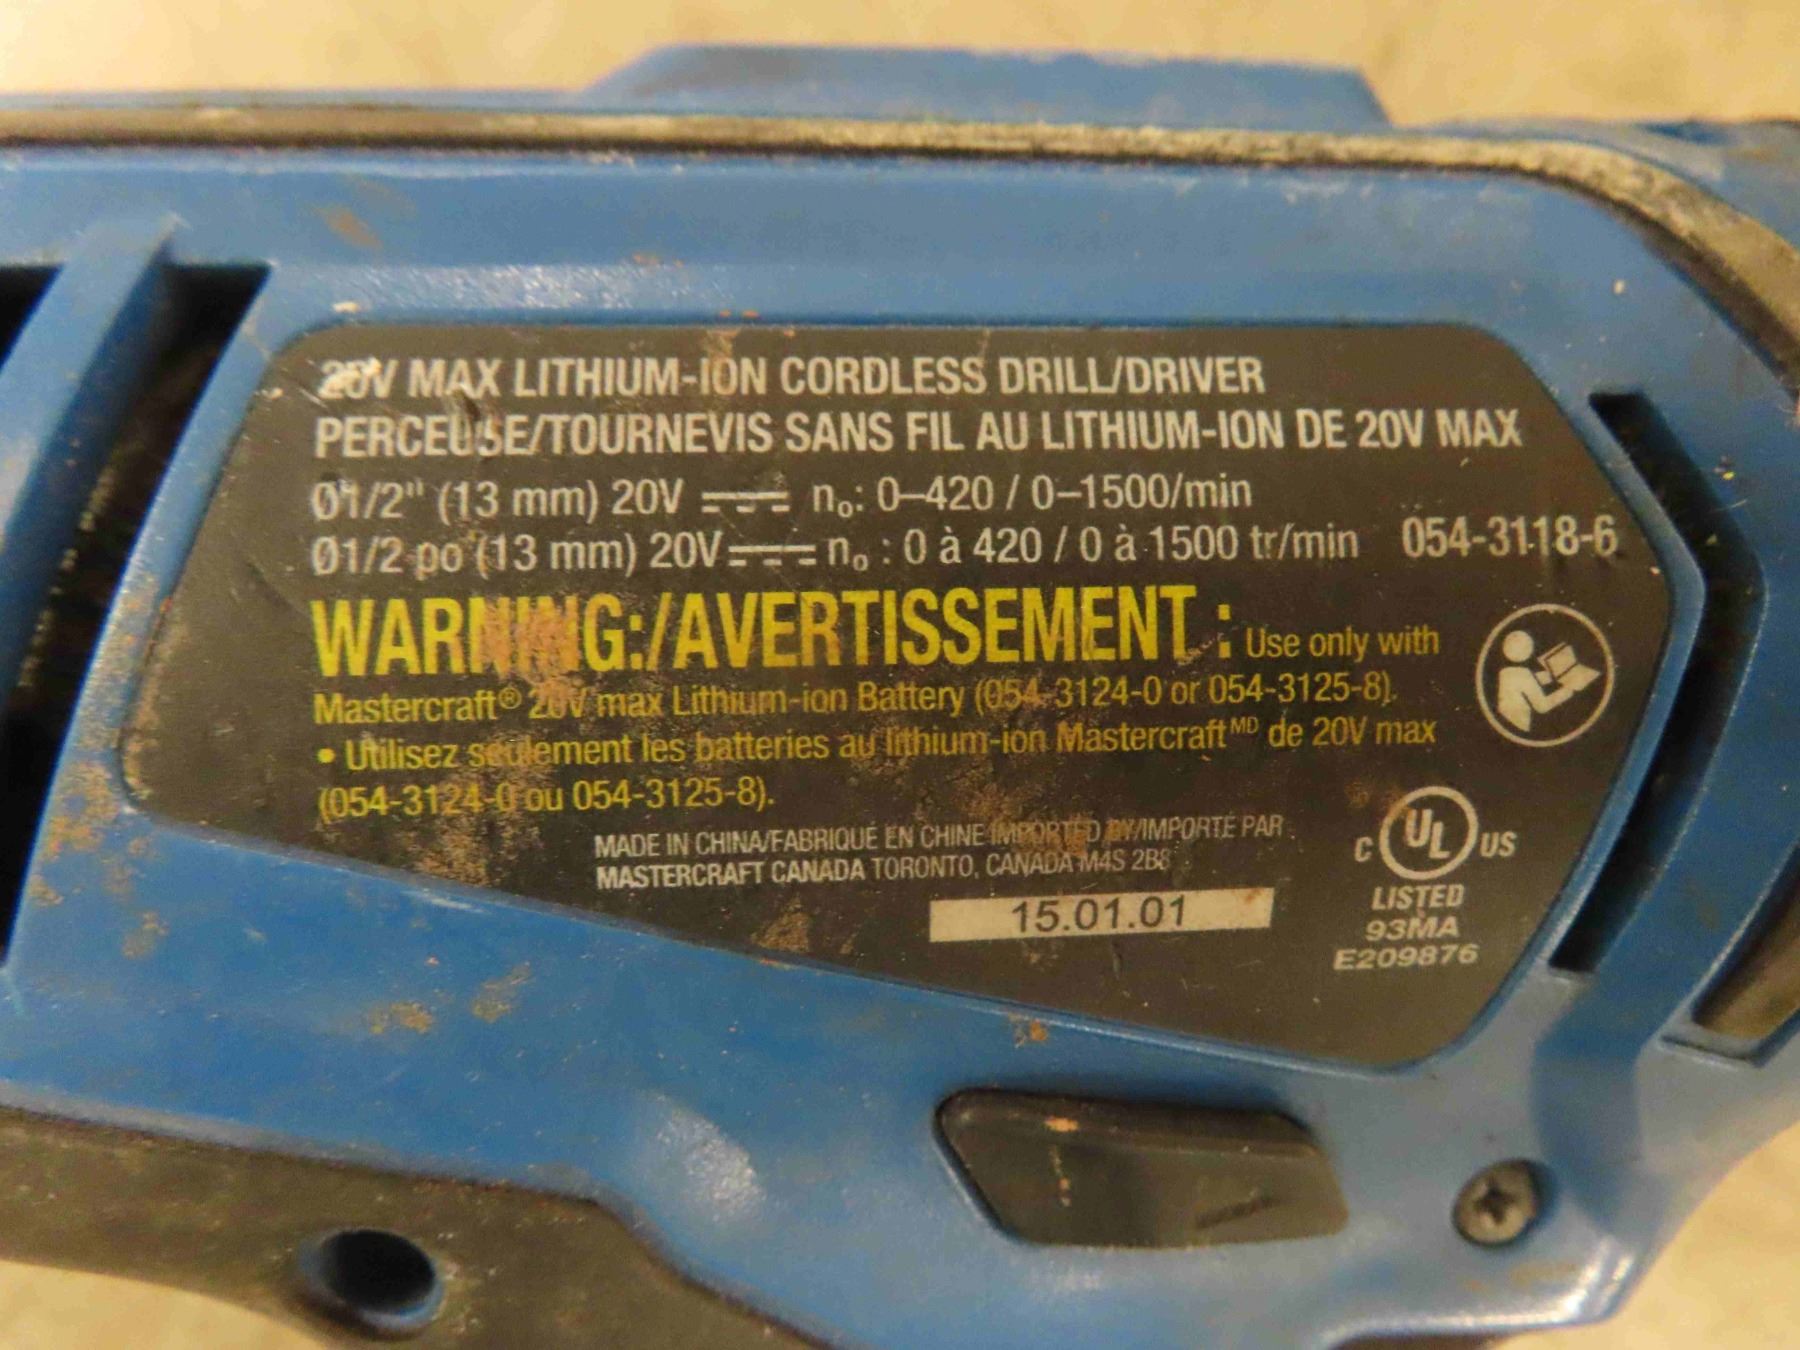 20V MAX LITHIUM-ION CORDLESS DRILL/DRIVER
PERCEUSE/TOURNEVIS SANS FIL AU LITHIUM-ION DE 20V MAX
Ø1/2" (13 mm) 20V n₀: 0–420 / 0–1500/min
Ø1/2 po (13 mm) 20V n₀ : 0 à 420 / 0 à 1500 tr/min 054-3118-6
WARNING:/AVERTISSEMENT : Use only with
Mastercraft® 20V max Lithium-ion Battery (054-3124-0 or 054-3125-8).
• Utilisez seulement les batteries au lithium-ion Mastercraft MD de 20V max
(054-3124-0 ou 054-3125-8).
MADE IN CHINA/FABRIQUÉ EN CHINE IMPORTED BY/IMPORTÉ PAR
MASTERCRAFT CANADA TORONTO, CANADA M4S 2B8
15.01.01
C UL US
LISTED
93MA
E209876